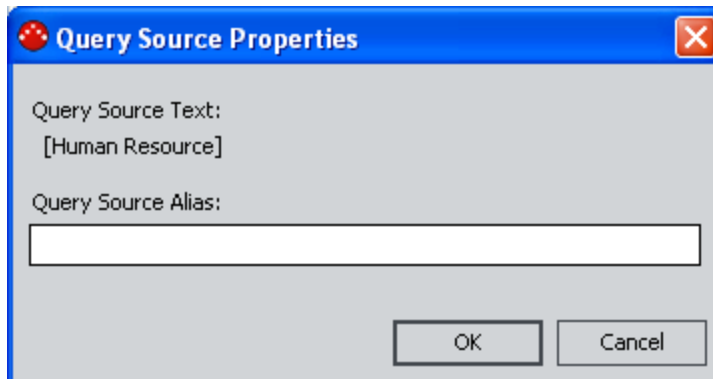 Query Source Properties
Query Source Text:
[Human Resource]
Query Source Alias:
OK Cancel